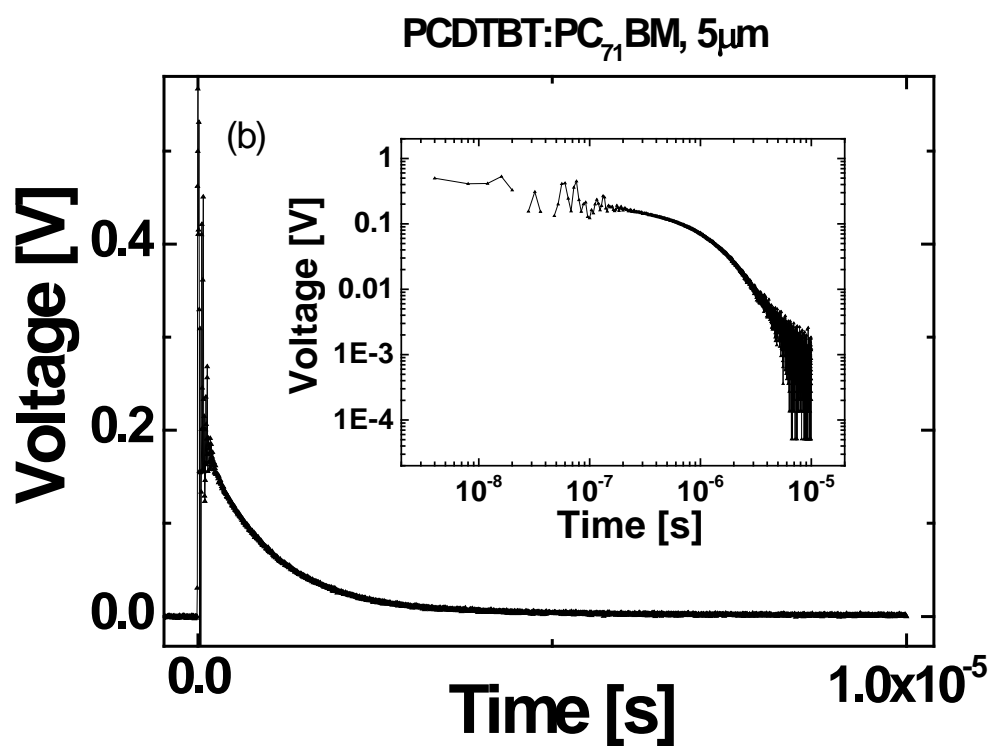 PCDTBT:PC₇₁BM, 5μm
(b)
Voltage [V]
0.4
0.2
0.0
0.0
1.0x10⁻⁵
Time [s]
Voltage [V]
1
0.1
0.01
1E-3
1E-4
10⁻⁸
10⁻⁷
10⁻⁶
10⁻⁵
Time [s]